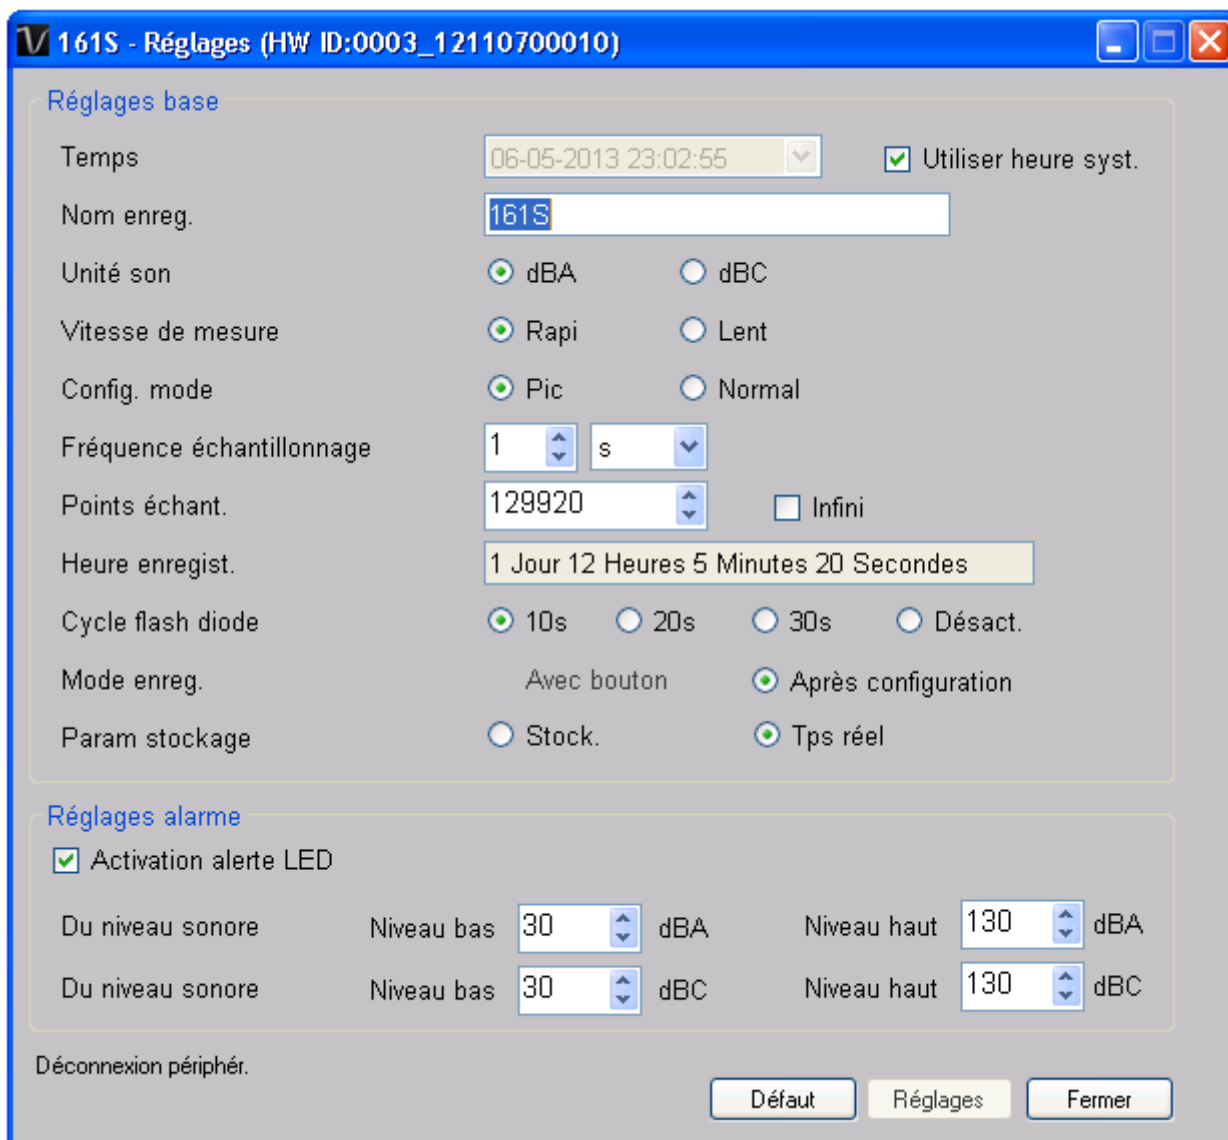 161S - Réglages (HW ID:0003_12110700010)
Réglages base
Temps 06-05-2013 23:02:55 Utiliser heure syst.
Nom enreg. 161S
Unité son dBA dBC
Vitesse de mesure Rapi Lent
Config. mode Pic Normal
Fréquence échantillonnage 1 s
Points échant. 129920 Infini
Heure enregist. 1 Jour 12 Heures 5 Minutes 20 Secondes
Cycle flash diode 10s 20s 30s Désact.
Mode enreg. Avec bouton Après configuration
Param stockage Stock. Tps réel
Réglages alarme
Activation alerte LED
Du niveau sonore Niveau bas 30 dBA Niveau haut 130 dBA
Du niveau sonore Niveau bas 30 dBC Niveau haut 130 dBC
Déconnexion périphér.
Défaut Réglages Fermer